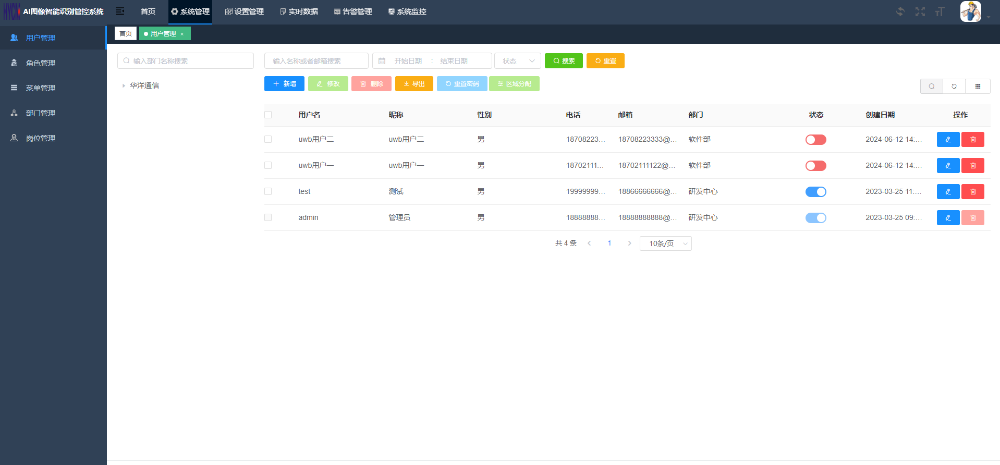 HYCM AI图像智能识别管控系统
首页 系统管理 设置管理 实时数据 告警管理 系统监控
用户管理
角色管理
菜单管理
部门管理
岗位管理
首页 用户管理 ×
输入部门名称搜索 输入名称或者邮箱搜索 开始日期 : 结束日期 状态 搜索 重置
华洋通信
新增 修改 删除 导出 重置密码 区域分配
用户名 昵称 性别 电话 邮箱 部门 状态 创建日期 操作
uwb用户二 uwb用户二 男 18708223... 18708223333@... 软件部 2024-06-12 14:...
uwb用户一 uwb用户一 男 18702111... 18702111122@... 软件部 2024-06-12 14:...
test 测试 男 19999999... 18866666666@... 研发中心 2023-03-25 11:...
admin 管理员 男 18888888... 18888888888@... 研发中心 2023-03-25 09:...
共 4 条 1 10条/页